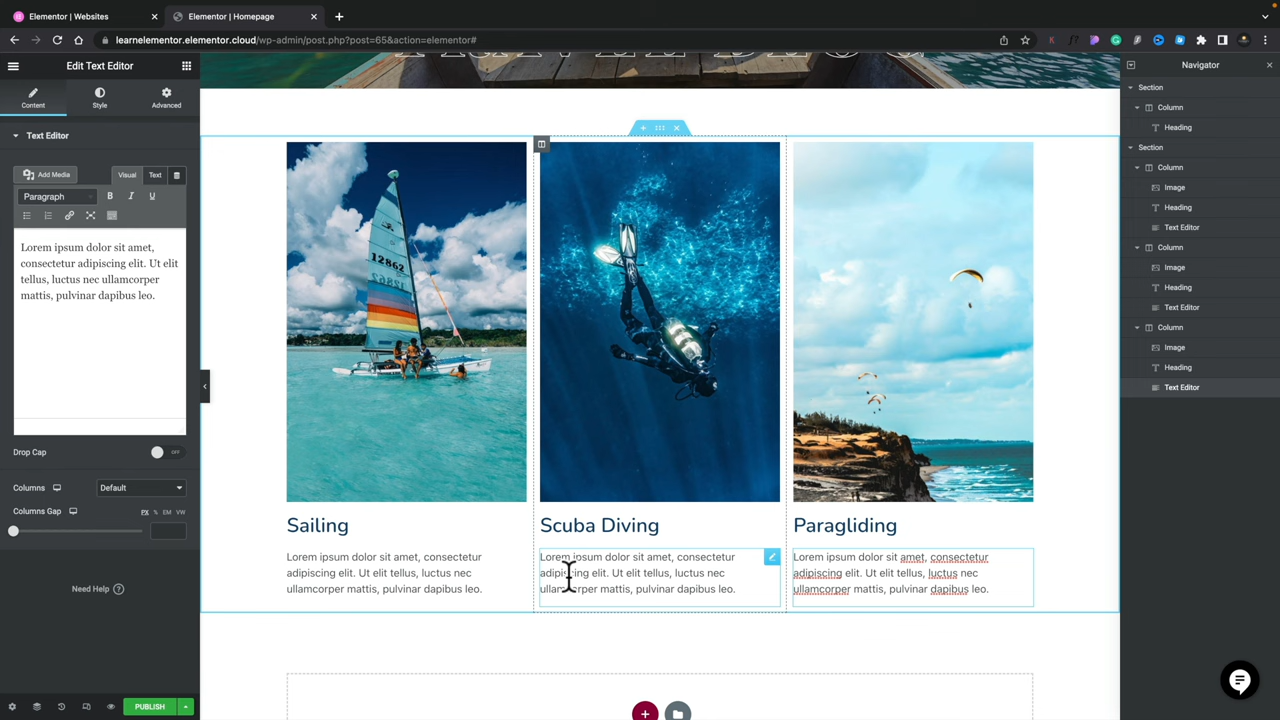 Elementor | Websites
Elementor | Homepage
learnelementor.elementor.cloud/wp-admin/post.php?post=65&action=elementor#
Edit Text Editor
Content
Style
Advanced
Text Editor
Add Media
Visual
Text
Paragraph
B
I
U
Lorem ipsum dolor sit amet,
consectetur adipiscing elit. Ut elit
tellus, luctus nec ullamcorper
mattis, pulvinar dapibus leo.
Drop Cap
OFF
Columns
Default
Columns Gap
PX
%
EM
VW
Need Help
PUBLISH
12862
Sailing
Lorem ipsum dolor sit amet, consectetur
adipiscing elit. Ut elit tellus, luctus nec
ullamcorper mattis, pulvinar dapibus leo.
Scuba Diving
Lorem ipsum dolor sit amet, consectetur
adipiscing elit. Ut elit tellus, luctus nec
ullamcorper mattis, pulvinar dapibus leo.
Paragliding
Lorem ipsum dolor sit amet, consectetur
adipiscing elit. Ut elit tellus, luctus nec
ullamcorper mattis, pulvinar dapibus leo.
Navigator
Section
Column
Heading
Section
Column
Image
Heading
Text Editor
Column
Image
Heading
Text Editor
Column
Image
Heading
Text Editor